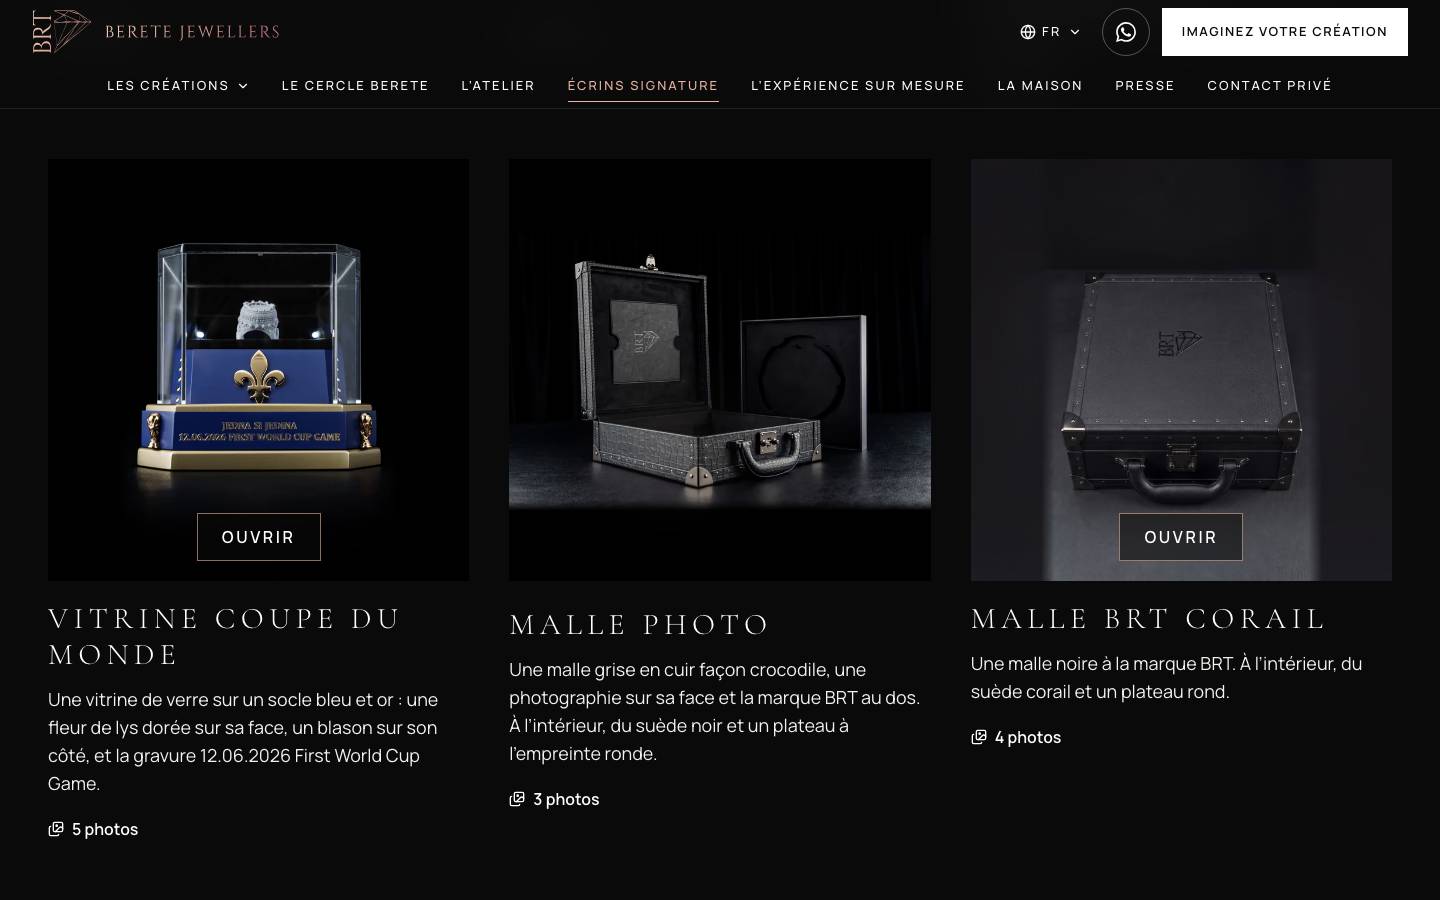 BRT BERETE JEWELLERS
FR
IMAGINEZ VOTRE CRÉATION
LES CRÉATIONS
LE CERCLE BERETE
L'ATELIER
ÉCRINS SIGNATURE
L'EXPÉRIENCE SUR MESURE
LA MAISON
PRESSE
CONTACT PRIVÉ
JEDNA SI JEDINA
12.06.2026 FIRST WORLD CUP GAME
OUVRIR
BRT
BRT
OUVRIR
VITRINE COUPE DU
MONDE
Une vitrine de verre sur un socle bleu et or : une
fleur de lys dorée sur sa face, un blason sur son
côté, et la gravure 12.06.2026 First World Cup
Game.
5 photos
MALLE PHOTO
Une malle grise en cuir façon crocodile, une
photographie sur sa face et la marque BRT au dos.
À l'intérieur, du suède noir et un plateau à
l'empreinte ronde.
3 photos
MALLE BRT CORAIL
Une malle noire à la marque BRT. À l'intérieur, du
suède corail et un plateau rond.
4 photos